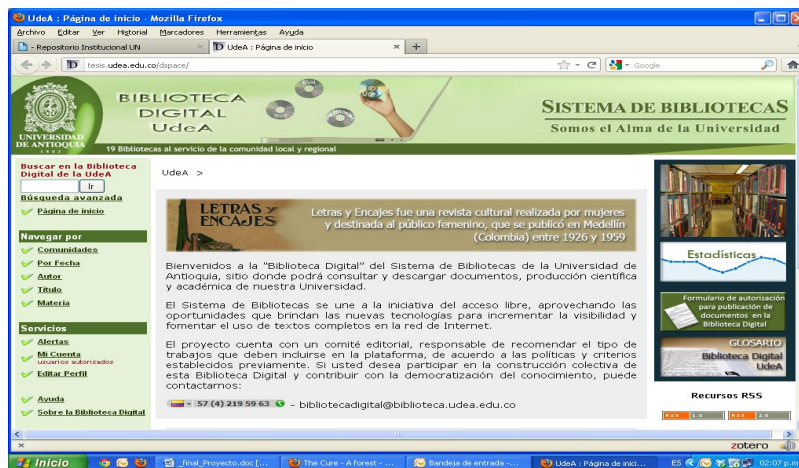 UdeA : Página de inicio - Mozilla Firefox
Archivo Editar Ver Historial Marcadores Herramientas Ayuda
- Repositorio Institucional UN
UdeA : Página de inicio
tesis.udea.edu.co/dspace/
Google
UNIVERSIDAD
DE ANTIOQUIA
1803
BIBLIOTECA
DIGITAL
UdeA
19 Bibliotecas al servicio de la comunidad local y regional
SISTEMA DE BIBLIOTECAS
Somos el Alma de la Universidad
Buscar en la Biblioteca
Digital de la UdeA
Ir
Búsqueda avanzada
Página de inicio
Navegar por
Comunidades
Por Fecha
Autor
Título
Materia
Servicios
Alertas
Mi Cuenta
usuarios autorizados
Editar Perfil
Ayuda
Sobre la Biblioteca Digital
UdeA >
LETRAS Y
ENCAJES
Letras y Encajes fue una revista cultural realizada por mujeres
y destinada al público femenino, que se publicó en Medellín
(Colombia) entre 1926 y 1959
Bienvenidos a la "Biblioteca Digital" del Sistema de Bibliotecas de la Universidad de
Antioquia, sitio donde podrá consultar y descargar documentos, producción científica
y académica de nuestra Universidad.
El Sistema de Bibliotecas se une a la iniciativa del acceso libre, aprovechando las
oportunidades que brindan las nuevas tecnologías para incrementar la visibilidad y
fomentar el uso de textos completos en la red de Internet.
El proyecto cuenta con un comité editorial, responsable de recomendar el tipo de
trabajos que deben incluirse en la plataforma, de acuerdo a las políticas y criterios
establecidos previamente. Si usted desea participar en la construcción colectiva de
esta Biblioteca Digital y contribuir con la democratización del conocimiento, puede
contactarnos:
57 (4) 219 59 63 - bibliotecadigital@biblioteca.udea.edu.co
Estadísticas
Formulario de autorización
para publicación de
documentos en la
Biblioteca Digital
GLOSARIO
Biblioteca Digital
UdeA
Recursos RSS
RSS 1.0 RSS 2.0
zotero
Inicio
_final_Proyecto.doc [...
The Cure - A forest - ...
Bandeja de entrada -...
UdeA : Página de inici...
ES
02:07 p.m.